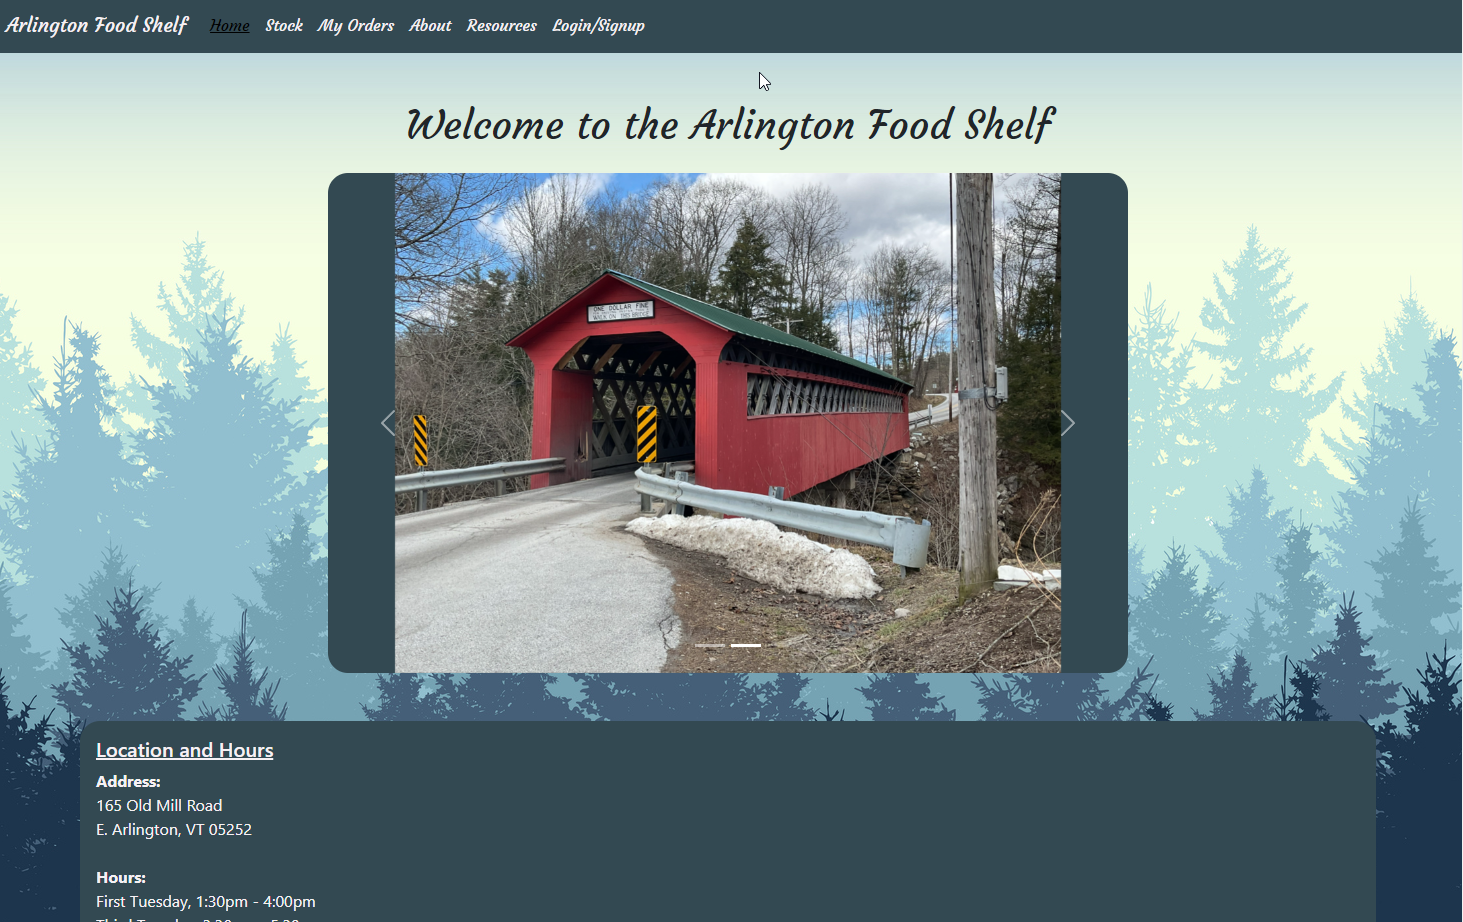 Arlington Food Shelf Home Stock My Orders About Resources Login/Signup
Welcome to the Arlington Food Shelf
ONE DOLLAR FINE
WALK ON THIS BRIDGE
Location and Hours
Address:
165 Old Mill Road
E. Arlington, VT 05252
Hours:
First Tuesday, 1:30pm - 4:00pm